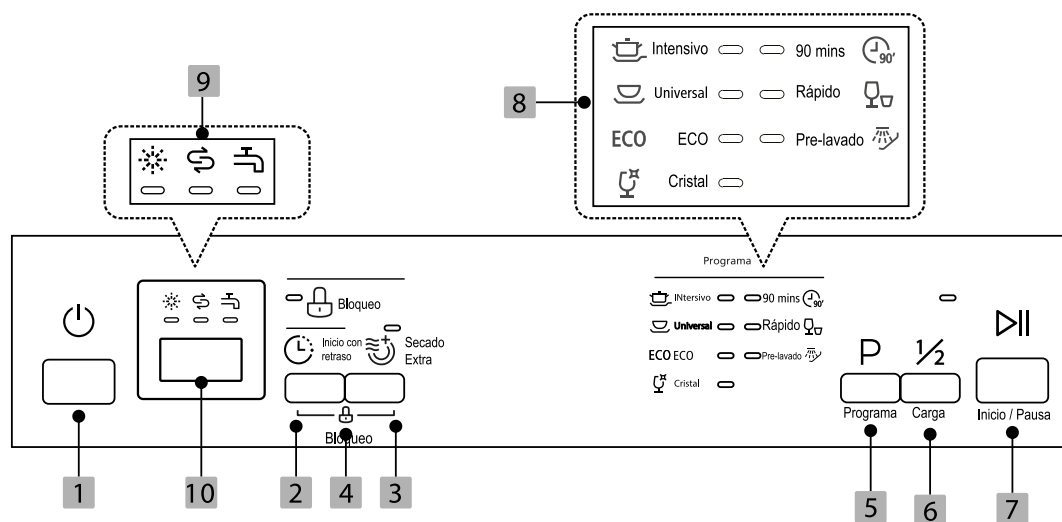 9
8
Intensivo 90 mins 90'
Universal Rápido
ECO ECO Pre-lavado
Cristal
Programa
Bloqueo
Inicio con
retraso
Secado
Extra
Bloqueo
INtersivo 90 mins 90'
Universal Rápido
ECO ECO Pre-lavado
Cristal
P 1/2
Programa Carga Inicio / Pausa
1 10 2 4 3 5 6 7